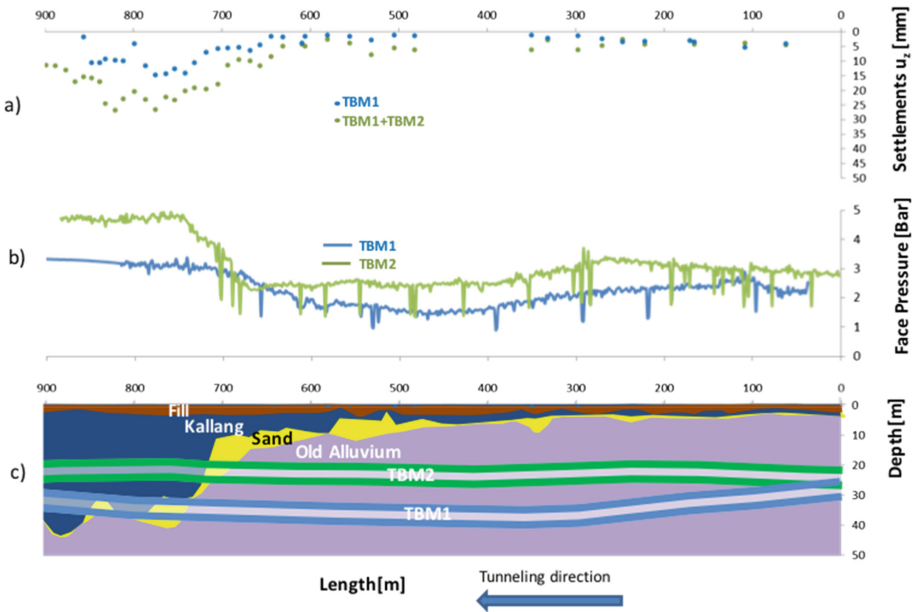 900 800 700 600 500 400 300 200 100 0
0
5
10
15
20
25
30
35
40
45
50
Settlements uz [mm]
a)
TBM1
TBM1+TBM2
5
4
3
2
1
0
Face Pressure [Bar]
b)
TBM1
TBM2
900 800 700 600 500 400 300 200 100 0
0
10
20
30
40
50
Depth[m]
c)
Fill
Kallang
Sand
Old Alluvium
TBM2
TBM1
Length[m]
Tunneling direction